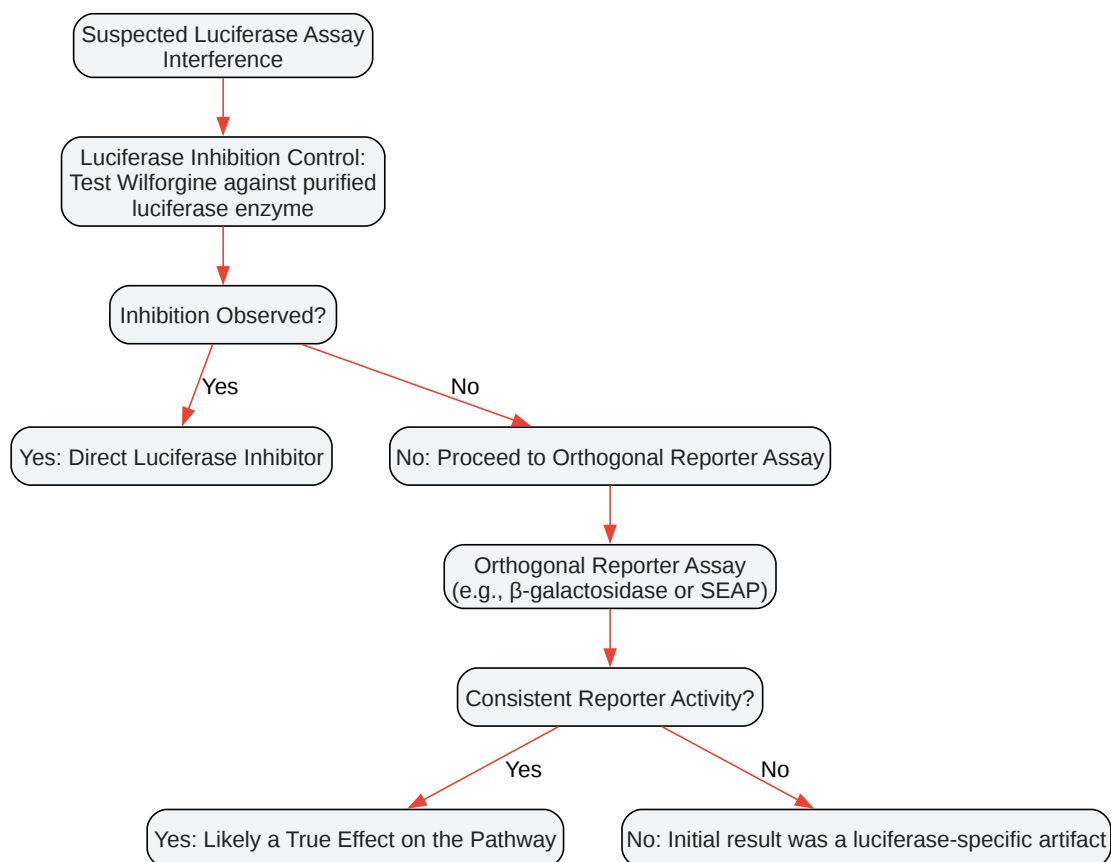 Suspected Luciferase Assay
Interference
Luciferase Inhibition Control:
Test Wilforgine against purified
luciferase enzyme
Inhibition Observed?
Yes
No
Yes: Direct Luciferase Inhibitor
No: Proceed to Orthogonal Reporter Assay
Orthogonal Reporter Assay
(e.g., β-galactosidase or SEAP)
Consistent Reporter Activity?
Yes
No
Yes: Likely a True Effect on the Pathway
No: Initial result was a luciferase-specific artifact